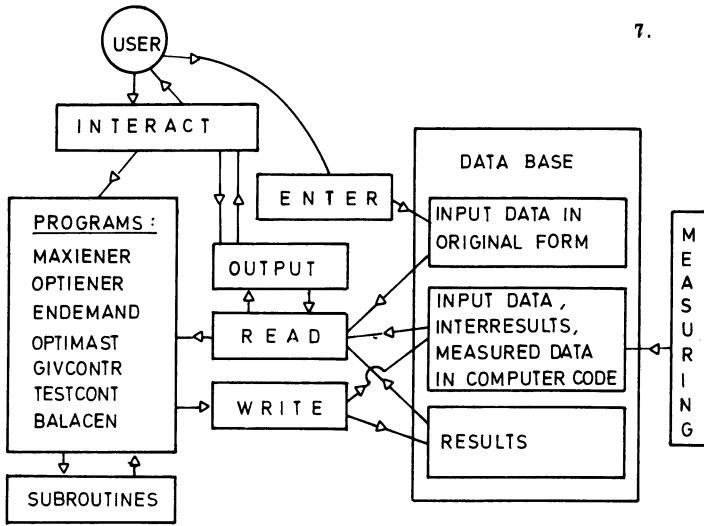 7.
USER
INTERACT
ENTER
DATA BASE
INPUT DATA IN
ORIGINAL FORM
INPUT DATA,
INTERRESULTS,
MEASURED DATA
IN COMPUTER CODE
RESULTS
MEASURING
PROGRAMS:
MAXIENER
OPTIENER
ENDEMAND
OPTIMAST
GIVCONTR
TESTCONT
BALACEN
OUTPUT
READ
WRITE
SUBROUTINES